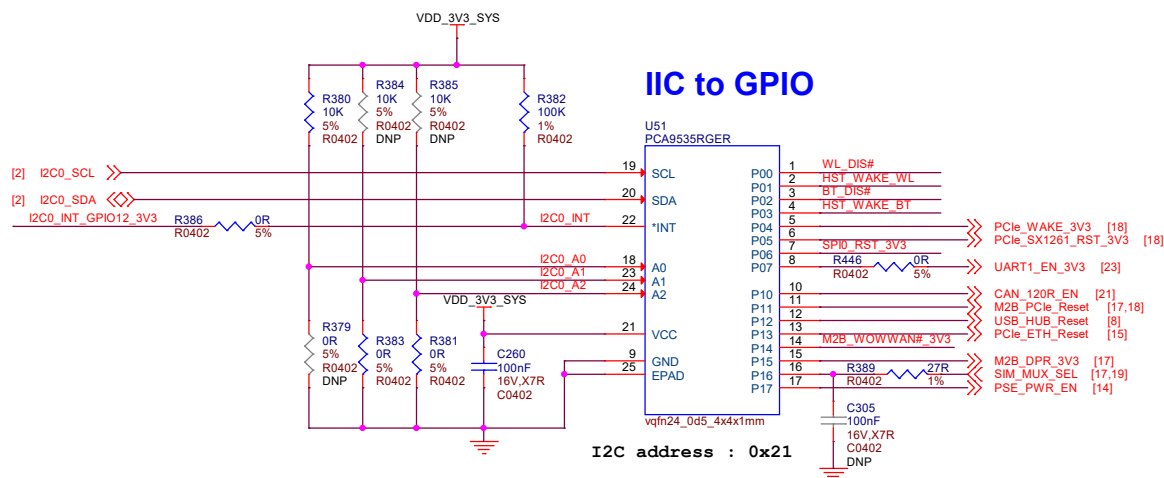 VDD_3V3_SYS
IIC to GPIO
R380
10K
5%
R0402
R384
10K
5%
R0402
DNP
R385
10K
5%
R0402
DNP
R382
100K
1%
R0402
U51
PCA9535RGER
[2] I2C0_SCL
[2] I2C0_SDA
I2C0_INT_GPIO12_3V3
R386 0R
R0402 5%
I2C0_INT
I2C0_A0
I2C0_A1
I2C0_A2
VDD_3V3_SYS
19 SCL
20 SDA
22 *INT
18 A0
23 A1
24 A2
21 VCC
9 GND
25 EPAD
P00 1 WL_DIS#
P01 2 HST_WAKE_WL
P02 3 BT_DIS#
P03 4 HST_WAKE_BT
P04 5 PCIe_WAKE_3V3 [18]
P05 6 PCIe_SX1261_RST_3V3 [18]
P06 7 SPI0_RST_3V3
P07 8 R446 0R UART1_EN_3V3 [23]
R0402 5%
P10 10 CAN_120R_EN [21]
P11 11 M2B_PCIe_Reset [17,18]
P12 12 USB_HUB_Reset [8]
P13 13 PCIe_ETH_Reset [15]
P14 14 M2B_WOWWAN#_3V3
P15 15 M2B_DPR_3V3 [17]
P16 16 R389 27R SIM_MUX_SEL [17,19]
P17 17 R0402 1% PSE_PWR_EN [14]
R379
0R
5%
R0402
DNP
R383
0R
5%
R0402
R381
0R
5%
R0402
C260
100nF
16V,X7R
C0402
vqfn24_0d5_4x4x1mm
I2C address : 0x21
C305
100nF
16V,X7R
C0402
DNP